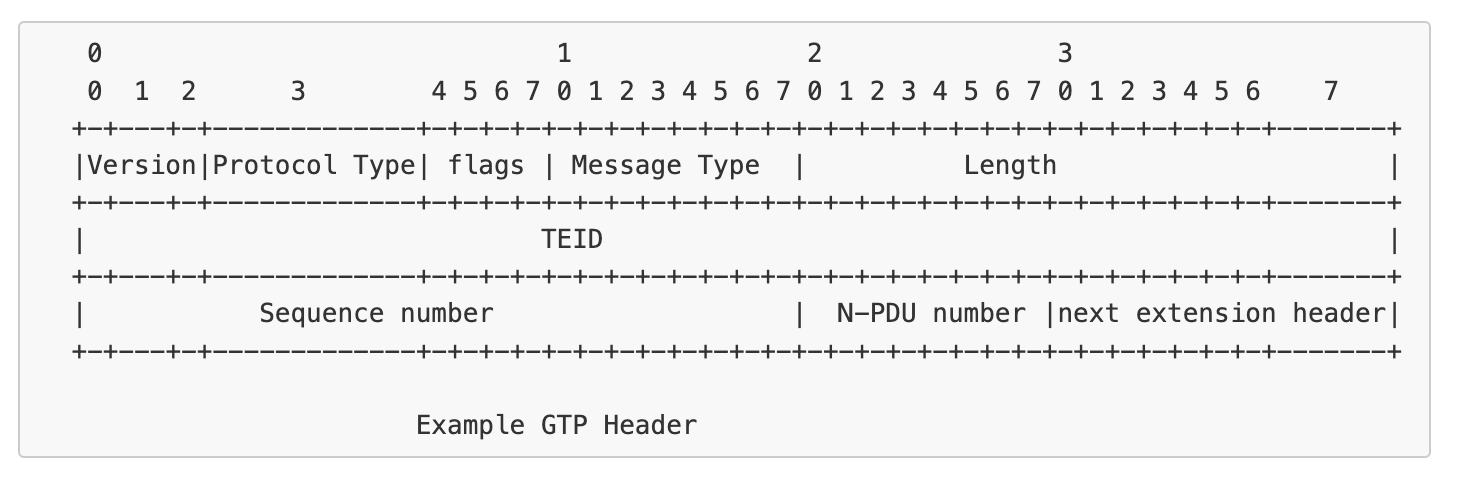 0                             1               2               3
0  1  2      3        4 5 6 7 0 1 2 3 4 5 6 7 0 1 2 3 4 5 6 7 0 1 2 3 4 5 6    7
+-+---+-+-------------+-+-+-+-+-+-+-+-+-+-+-+-+-+-+-+-+-+-+-+-+-+-+-+-+-+-------+
|Version|Protocol Type| flags | Message Type  |          Length                  |
+-+---+-+-------------+-+-+-+-+-+-+-+-+-+-+-+-+-+-+-+-+-+-+-+-+-+-+-+-+-+-------+
|                             TEID                                                  |
+-+---+-+-------------+-+-+-+-+-+-+-+-+-+-+-+-+-+-+-+-+-+-+-+-+-+-+-+-+-+-------+
|           Sequence number                   |  N-PDU number |next extension header|
+-+---+-+-------------+-+-+-+-+-+-+-+-+-+-+-+-+-+-+-+-+-+-+-+-+-+-+-+-+-+-------+
Example GTP Header